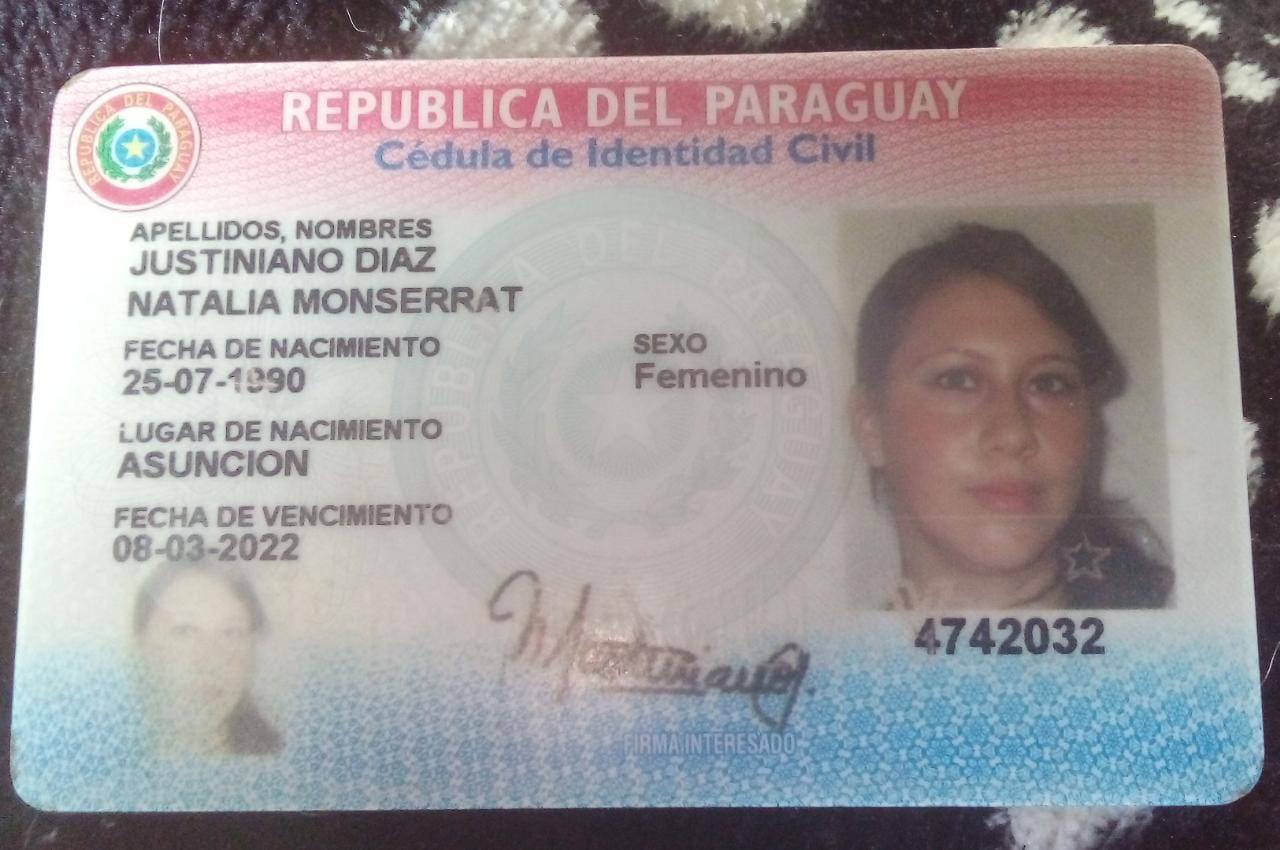 REPUBLICA DEL PARAGUAY
Cédula de Identidad Civil
REPUBLICA DEL PARAGUAY
APELLIDOS, NOMBRES
JUSTINIANO DIAZ
NATALIA MONSERRAT
FECHA DE NACIMIENTO
25-07-1990
SEXO
Femenino
LUGAR DE NACIMIENTO
ASUNCION
FECHA DE VENCIMIENTO
08-03-2022
REPUBLICA DEL PARAGUAY
4742032
FIRMA INTERESADO